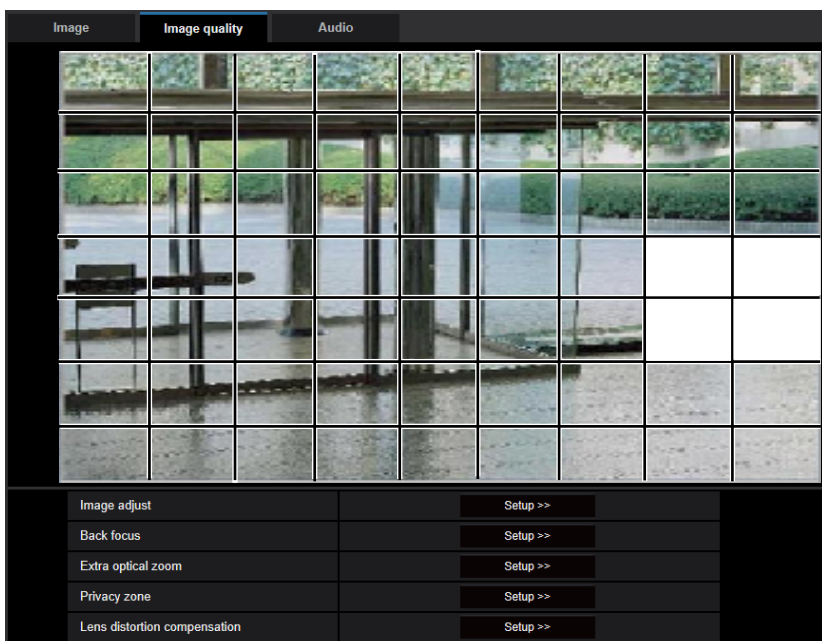 Image Image quality Audio
Image adjust Setup >>
Back focus Setup >>
Extra optical zoom Setup >>
Privacy zone Setup >>
Lens distortion compensation Setup >>